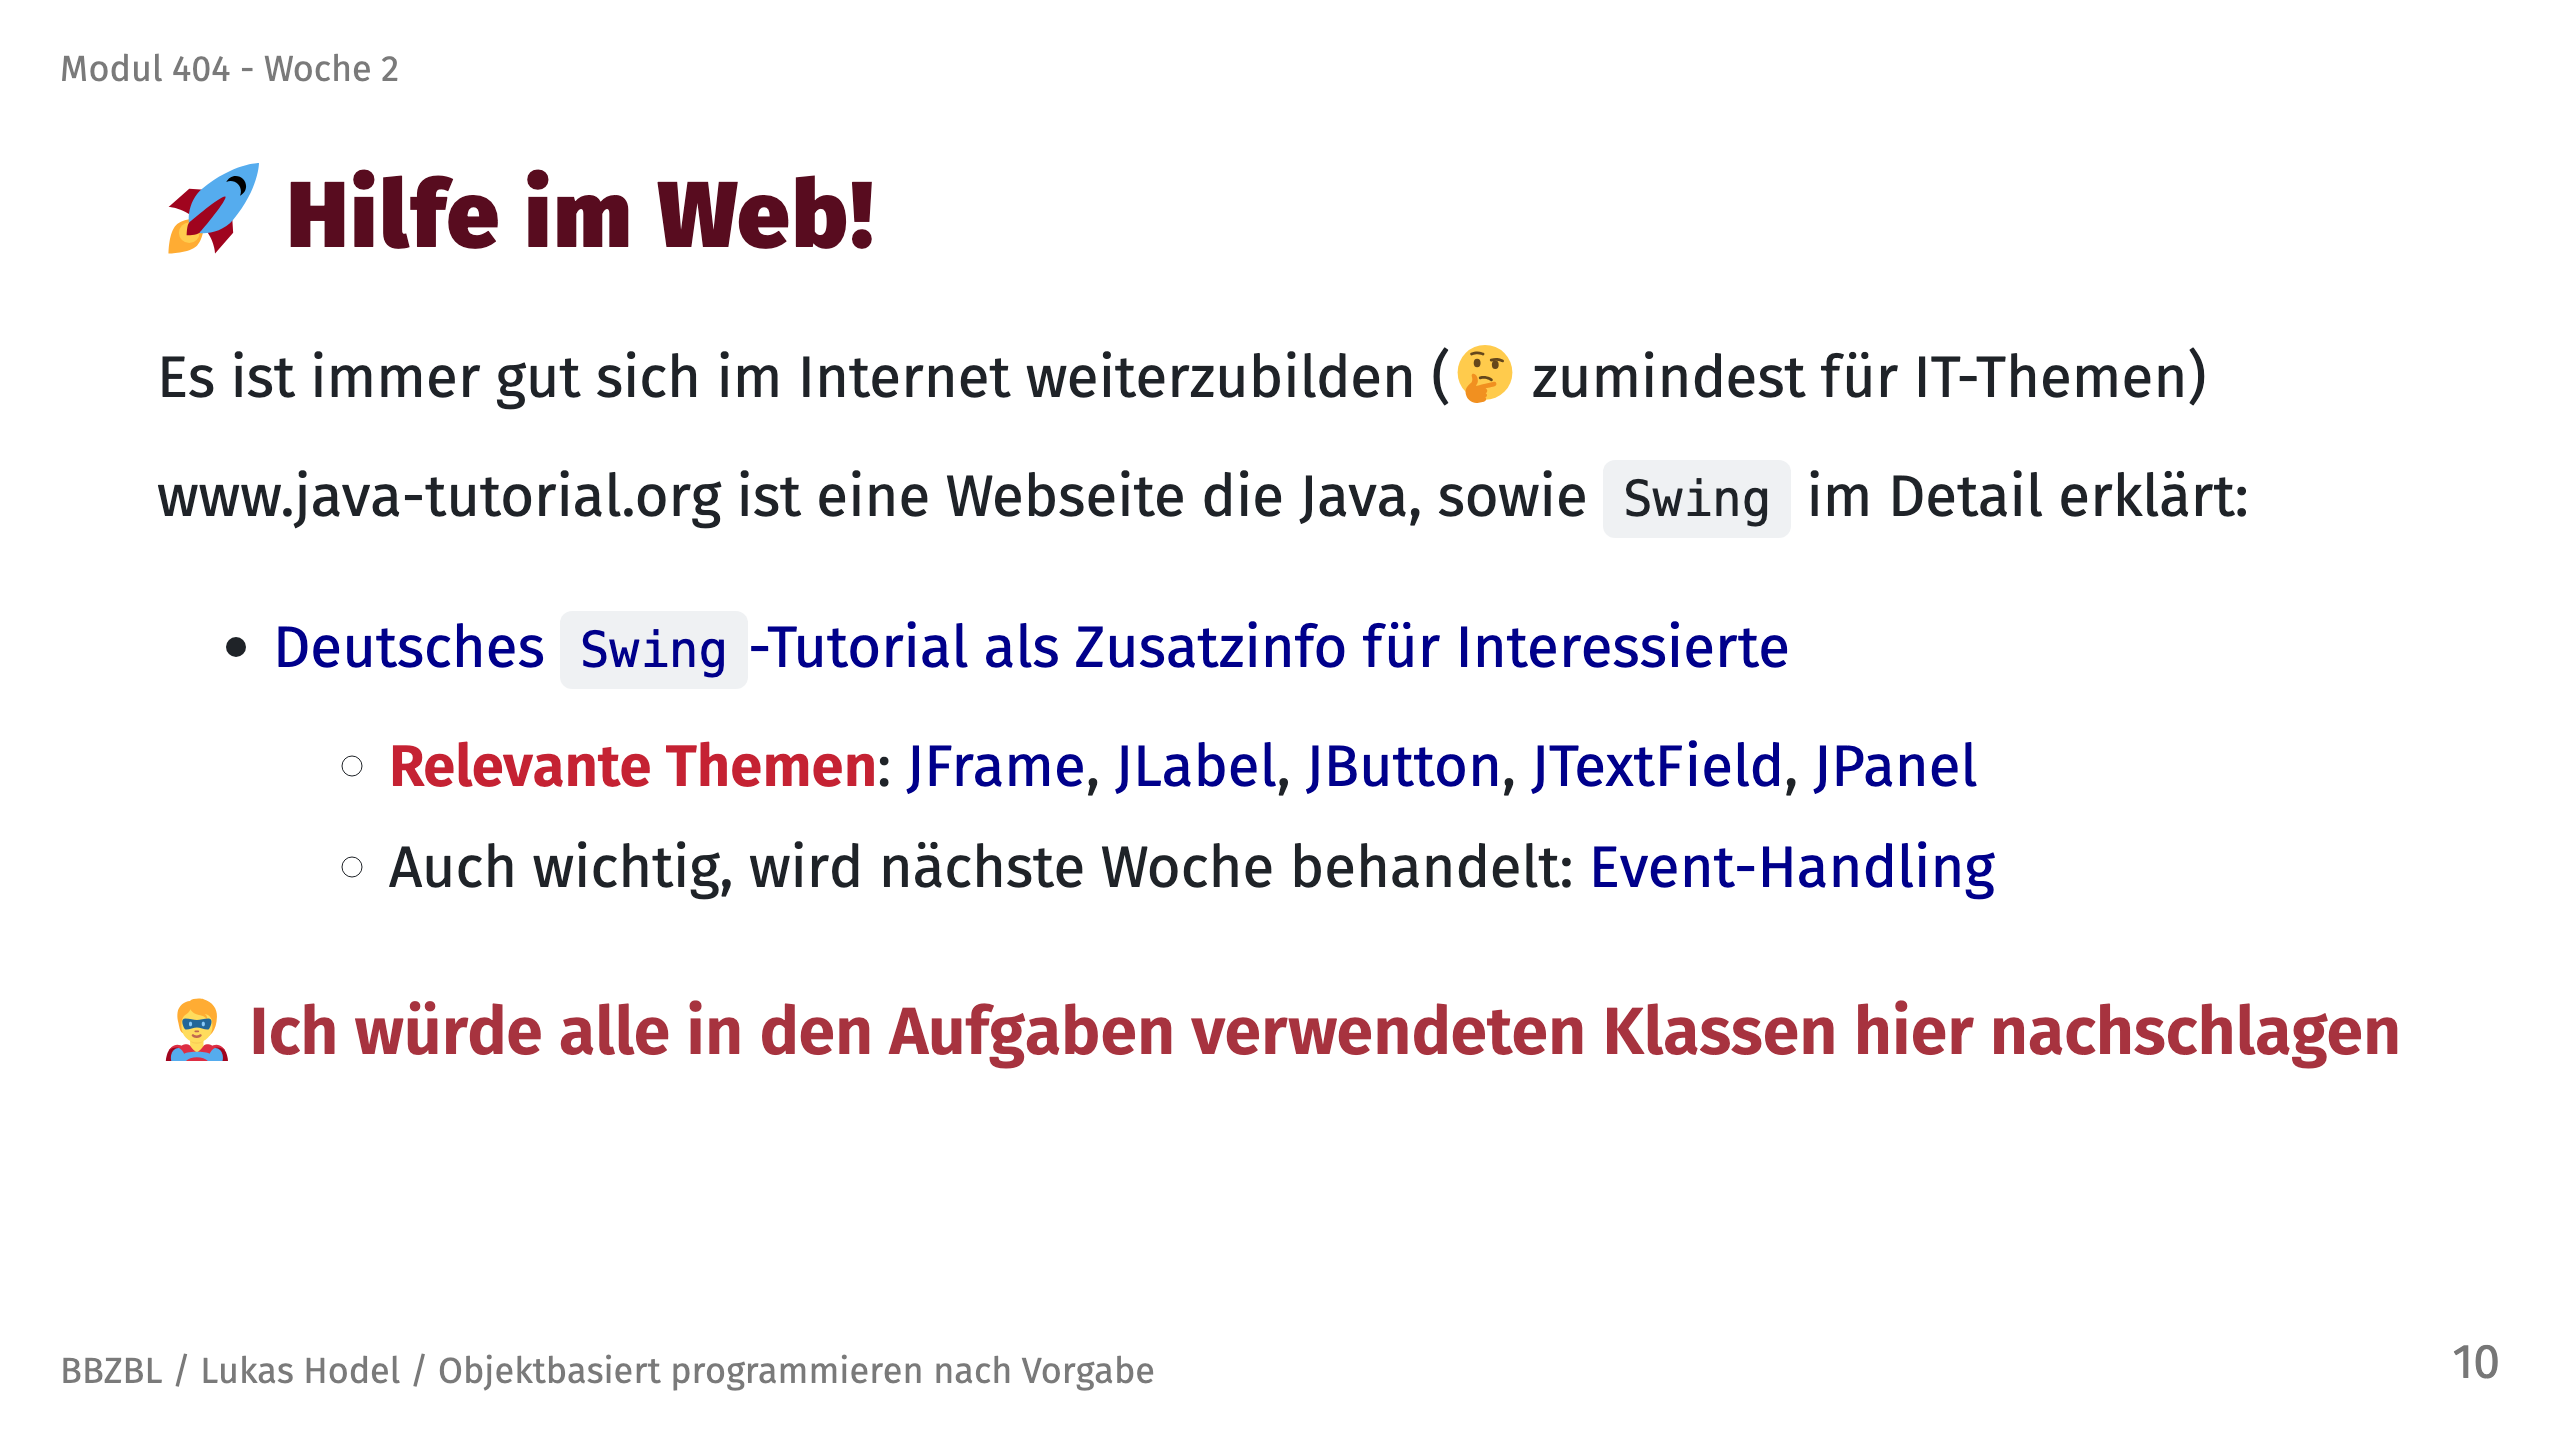 Modul 404 - Woche 2
🚀 Hilfe im Web!
Es ist immer gut sich im Internet weiterzubilden (🤔 zumindest für IT-Themen)
www.java-tutorial.org ist eine Webseite die Java, sowie Swing im Detail erklärt:
• Deutsches Swing-Tutorial als Zusatzinfo für Interessierte
○ Relevante Themen: JFrame, JLabel, JButton, JTextField, JPanel
○ Auch wichtig, wird nächste Woche behandelt: Event-Handling
🦸 Ich würde alle in den Aufgaben verwendeten Klassen hier nachschlagen
BBZBL / Lukas Hodel / Objektbasiert programmieren nach Vorgabe
10